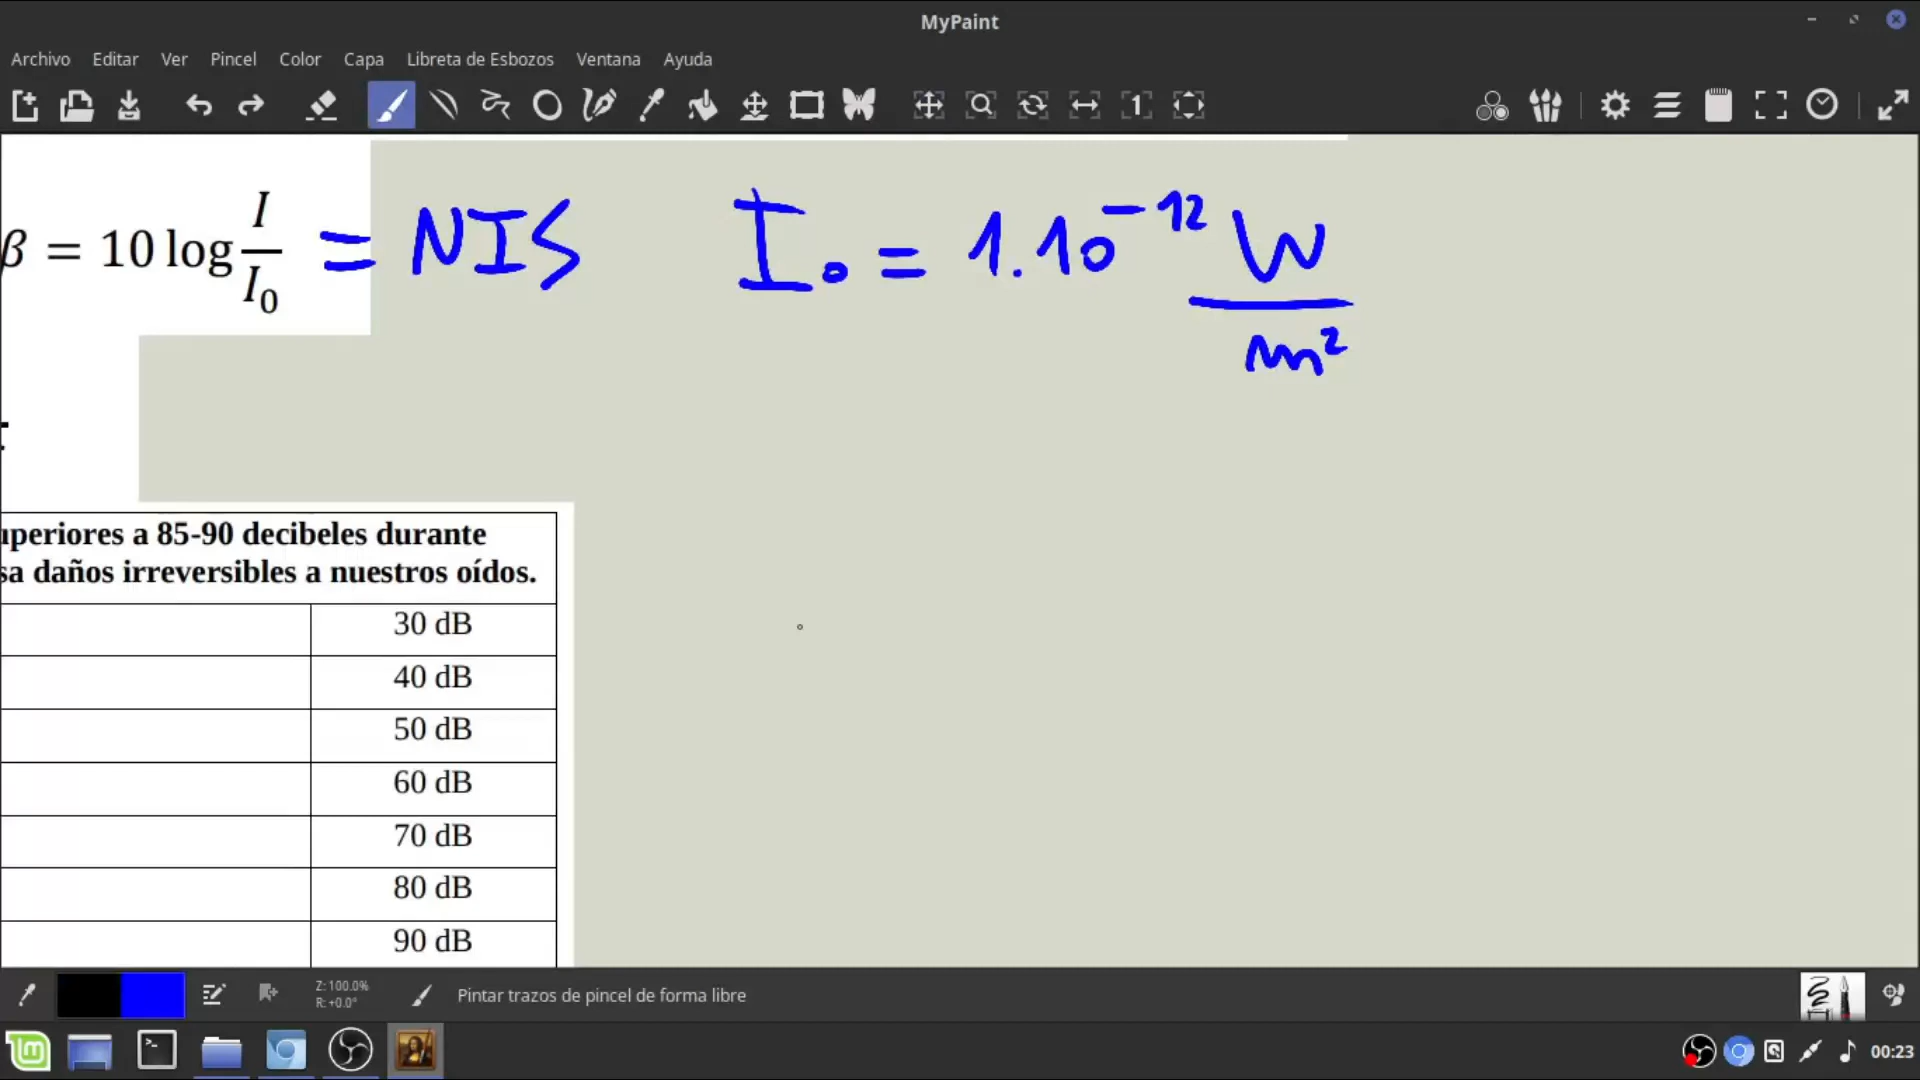 MyPaint
Archivo Editar Ver Pincel Color Capa Libreta de Esbozos Ventana Ayuda
β = 10 log I/I₀ = NIS I₀ = 1.10⁻¹² W/m²
uperiores a 85-90 decibeles durante
sa daños irreversibles a nuestros oídos.
30 dB
40 dB
50 dB
60 dB
70 dB
80 dB
90 dB
Z: 100.0%
R: +0.0°
Pintar trazos de pincel de forma libre
00:23